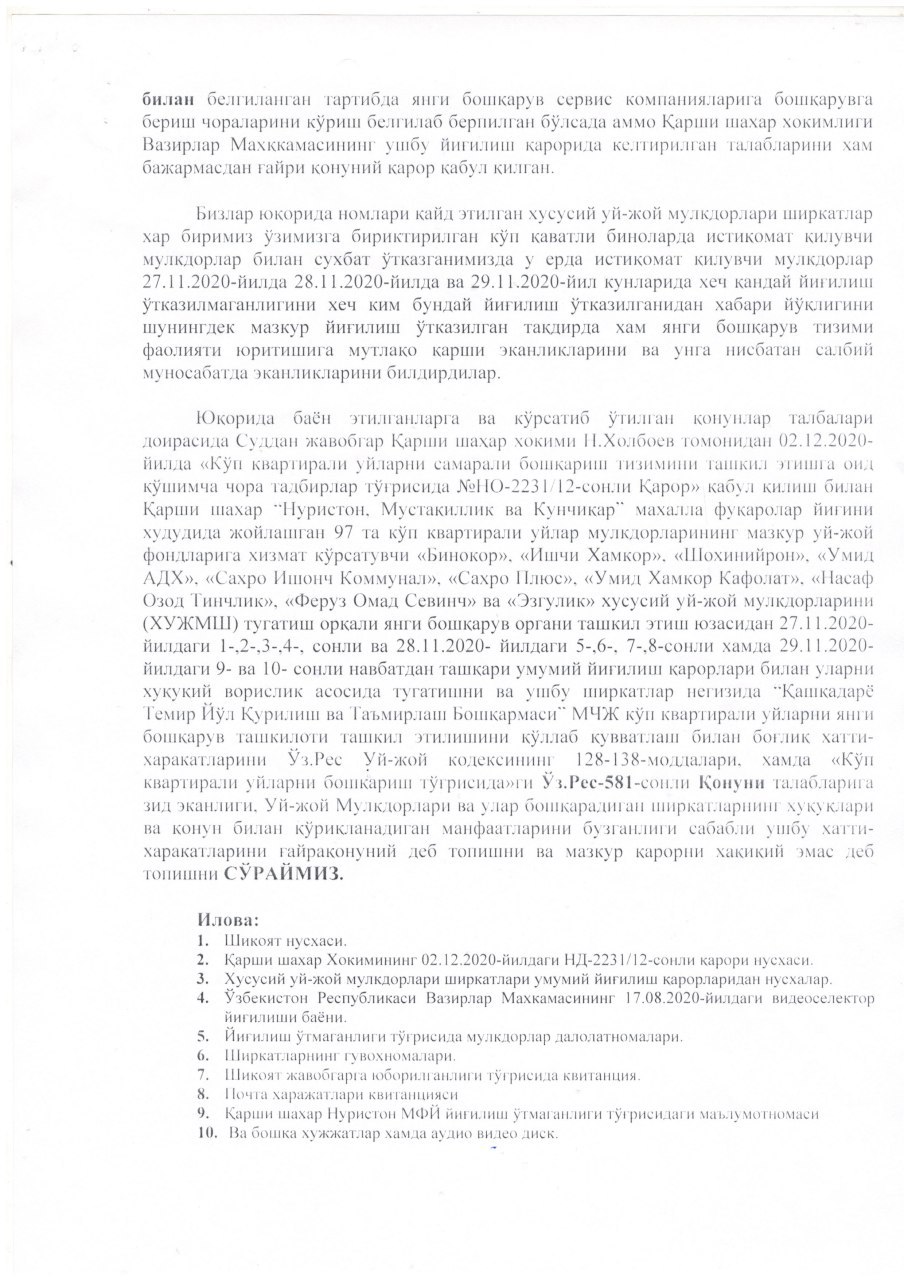 билан белгиланган тартибда янги бошқарув сервис компанияларига бошқарувга
бериш чораларини кўриш белгилаб берпилган бўлсада аммо Қарши шахар хокимлиги
Вазирлар Махккамасининг ушбу йиғилиш қарорида келтирилган талабларини хам
бажармасдан ғайри қонуний қарор қабул қилган.
Бизлар юқорида номлари қайд этилган хусусий уй-жой мулкдорлари ширкатлар
хар биримиз ўзимизга бириктирилган кўп қаватли биноларда истиқомат қилувчи
мулкдорлар билан сухбат ўтказганимизда у ерда истиқомат қилувчи мулкдорлар
27.11.2020-йилда 28.11.2020-йилда ва 29.11.2020-йил кунларида хеч қандай йиғилиш
ўтказилмаганлигини хеч ким бундай йиғилиш ўтказилганидан хабари йўқлигини
шунингдек мазкур йиғилиш ўтказилган тақдирда хам янги бошқарув тизими
фаолияти юритишига мутлақо қарши эканликларини ва унга нисбатан салбий
муносабатда эканликларини билдирдилар.
Юқорида баён этилганларга ва кўрсатиб ўтилган қонунлар талбалари
доирасида Суддан жавобгар Қарши шахар хокими Н.Холбоев томонидан 02.12.2020-
йилда «Кўп квартирали уйларни самарали бошқариш тизимини ташкил этишга оид
қўшимча чора тадбирлар тўғрисида №НО-2231/12-сонли Қарор» қабул қилиш билан
Қарши шахар “Нуристон, Мустақиллик ва Кунчиқар” махалла фуқаролар йиғини
худудида жойлашган 97 та кўп квартирали уйлар мулкдорларининг мазкур уй-жой
фондларига хизмат кўрсатувчи «Бинокор», «Ишчи Хамкор», «Шохинийрон», «Умид
АДХ», «Сахро Ишонч Коммунал», «Сахро Плюс», «Умид Хамкор Кафолат», «Насаф
Озод Тинчлик», «Феруз Омад Севинч» ва «Эзгулик» хусусий уй-жой мулкдорларини
(ХУЖМШ) тугатиш орқали янги бошқарув органи ташкил этиш юзасидан 27.11.2020-
йилдаги 1-,2-,3-,4-, сонли ва 28.11.2020- йилдаги 5-,6-, 7-,8-сонли хамда 29.11.2020-
йилдаги 9- ва 10- сонли навбатдан ташқари умумий йиғилиш қарорлари билан уларни
хуқуқий ворислик асосида тугатишни ва ушбу ширкатлар негизида “Қашқадарё
Темир Йўл Қурилиш ва Таъмирлаш Бошқармаси” МЧЖ кўп квартирали уйларни янги
бошқарув ташкилоти ташкил этилишини қўллаб қувватлаш билан боғлиқ хатти-
харакатларини Ўз.Рес Уй-жой кодексининг 128-138-моддалари, хамда «Кўп
квартирали уйларни бошқариш тўғрисида»ги Ўз.Рес-581-сонли Қонуни талабларига
зид эканлиги, Уй-жой Мулкдорлари ва улар бошқарадиган ширкатларнинг хуқуқлари
ва қонун билан қўриқланадиган манфаатларини бузганлиги сабабли ушбу хатти-
харакатларини ғайрақонуний деб топишни ва мазкур қарорни хақиқий эмас деб
топишни СЎРАЙМИЗ.
Илова:
1. Шикоят нусхаси.
2. Қарши шахар Хокимининг 02.12.2020-йилдаги НД-2231/12-сонли қарори нусхаси.
3. Хусусий уй-жой мулкдорлари ширкатлари умумий йиғилиш қарорларидан нусхалар.
4. Ўзбекистон Республикаси Вазирлар Махкамасининг 17.08.2020-йилдаги видеоселектор
йиғилиши баёни.
5. Йиғилиш ўтмаганлиги тўғрисида мулкдорлар далолатномалари.
6. Ширкатларнинг гувохномалари.
7. Шикоят жавобгарга юборилганлиги тўғрисида квитанция.
8. Почта харажатлари квитанцияси
9. Қарши шахар Нуристон МФЙ йиғилиш ўтмаганлиги тўғрисидаги маълумотномаси
10. Ва бошка хужжатлар хамда аудио видео диск.